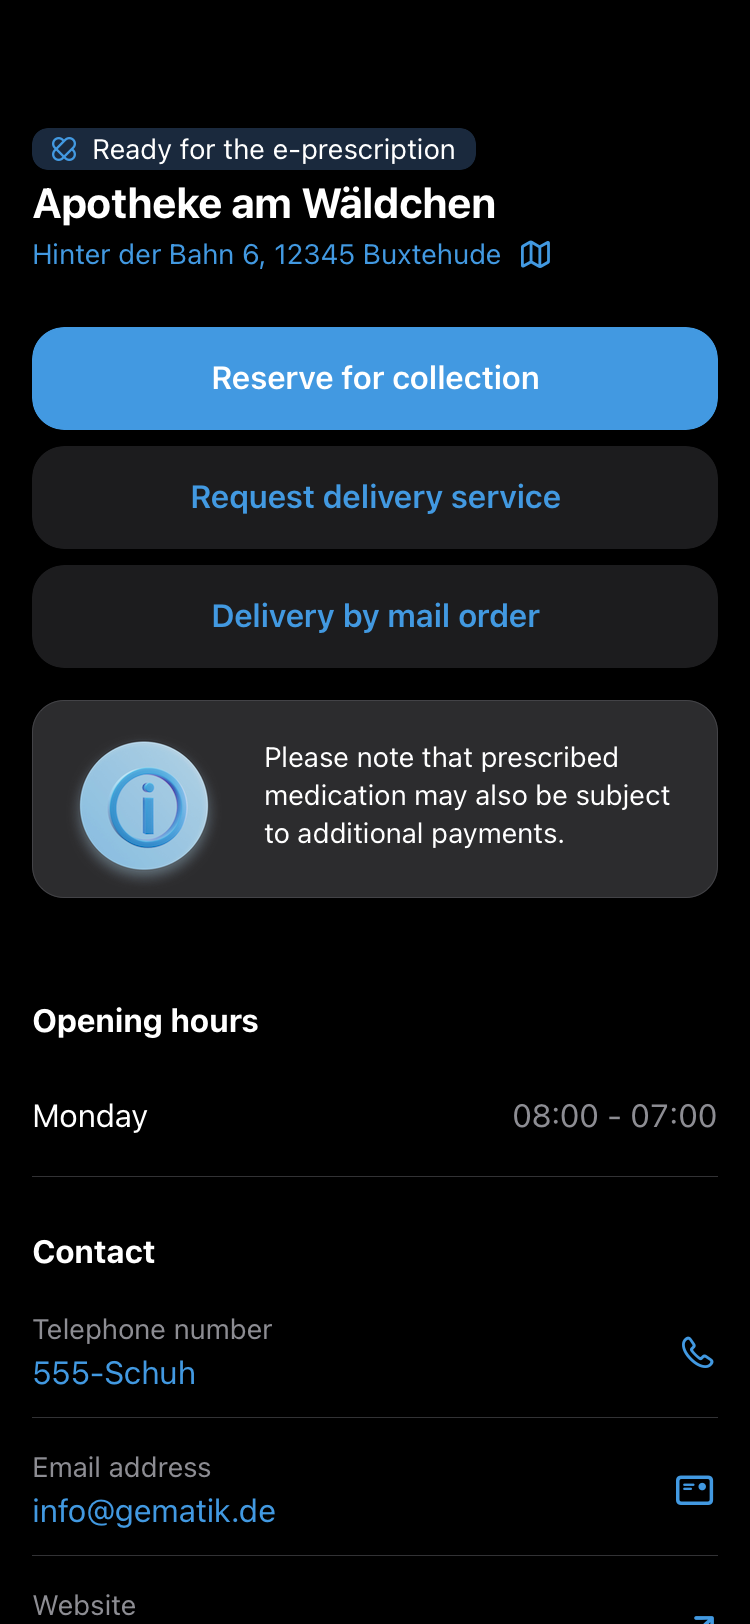 Ready for the e-prescription
Apotheke am Wäldchen
Hinter der Bahn 6, 12345 Buxtehude
Reserve for collection
Request delivery service
Delivery by mail order
Please note that prescribed
medication may also be subject
to additional payments.
Opening hours
Monday 08:00 - 07:00
Contact
Telephone number
555-Schuh
Email address
info@gematik.de
Website